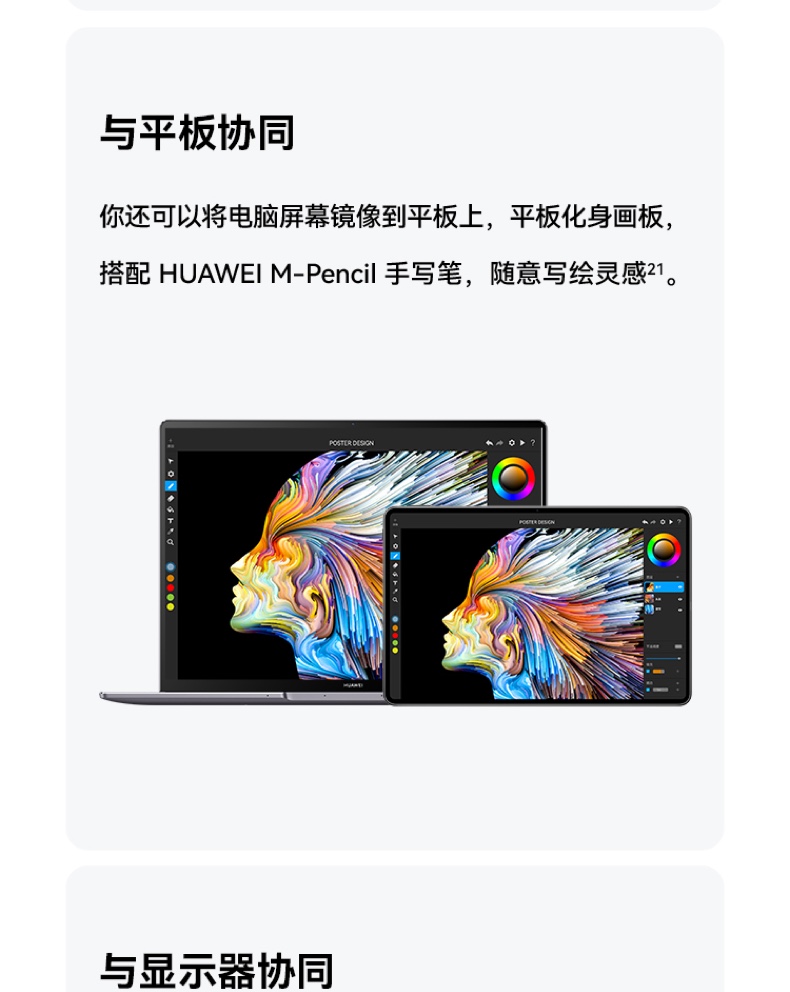 与平板协同
你还可以将电脑屏幕镜像到平板上，平板化身画板，
搭配 HUAWEI M-Pencil 手写笔，随意写绘灵感²¹。
POSTER DESIGN
POSTER DESIGN
HUAWEI
与显示器协同